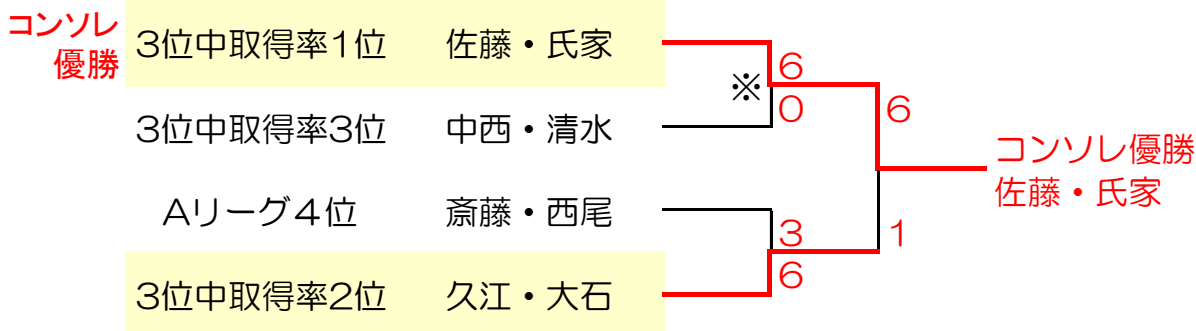 コンソレ
優勝
3位中取得率1位 佐藤・氏家
6
※
0
3位中取得率3位 中西・清水
6
コンソレ優勝
佐藤・氏家
Aリーグ4位 斎藤・西尾
3
1
6
3位中取得率2位 久江・大石